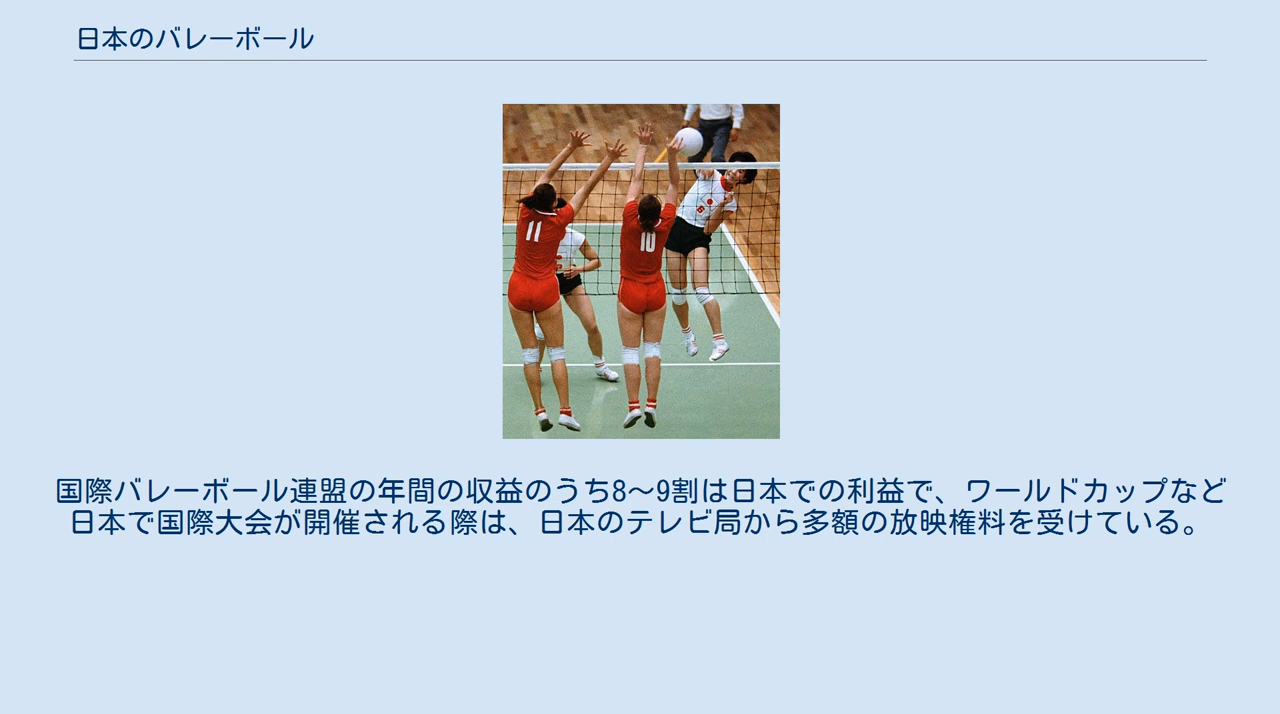 日本のバレーボール
11
10
6
国際バレーボール連盟の年間の収益のうち8～9割は日本での利益で、ワールドカップなど
日本で国際大会が開催される際は、日本のテレビ局から多額の放映権料を受けている。